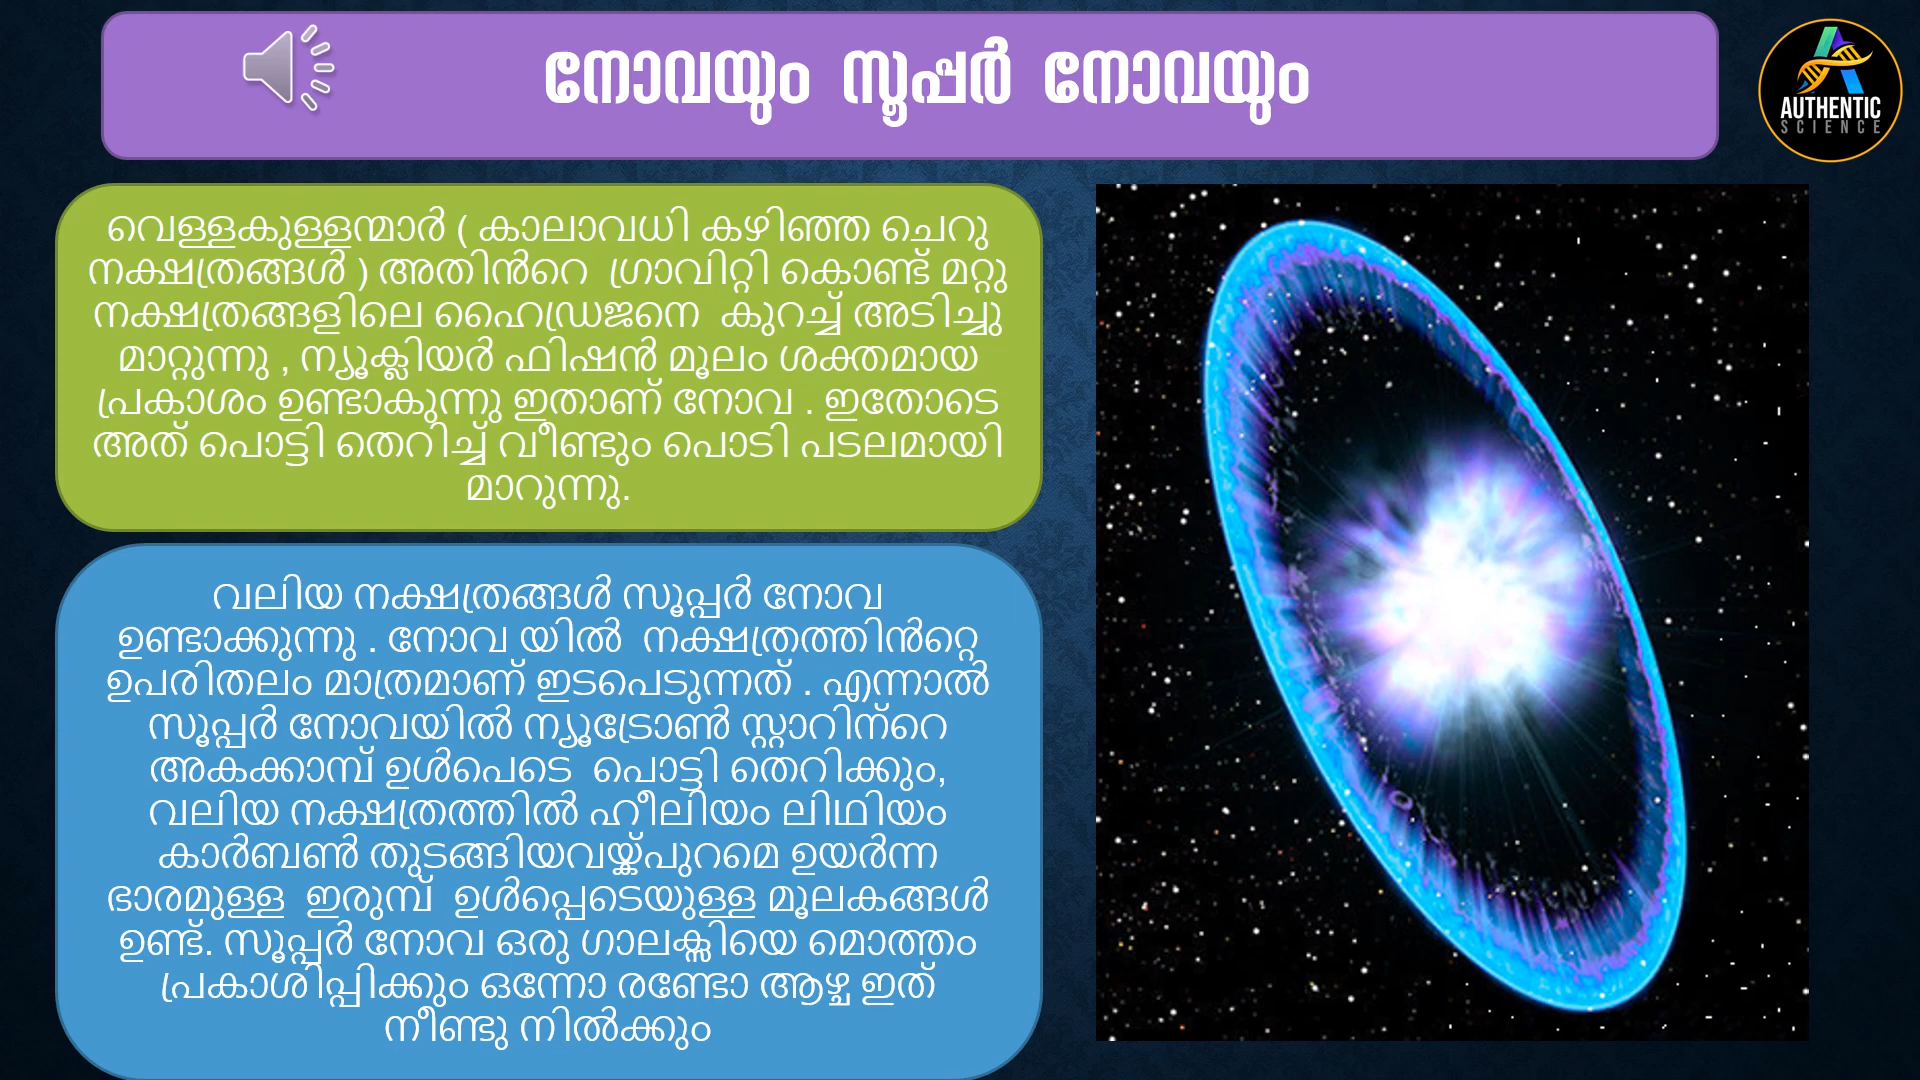 നോവയും സൂപ്പർ നോവയും
AUTHENTIC
SCIENCE
വെള്ളകുള്ളന്മാർ ( കാലാവധി കഴിഞ്ഞ ചെറു
നക്ഷത്രങ്ങൾ ) അതിൻറെ ഗ്രാവിറ്റി കൊണ്ട് മറ്റു
നക്ഷത്രങ്ങളിലെ ഹൈഡ്രജനെ കുറച്ച് അടിച്ചു
മാറ്റുന്നു , ന്യൂക്ലിയർ ഫിഷൻ മൂലം ശക്തമായ
പ്രകാശം ഉണ്ടാകുന്നു ഇതാണ് നോവ . ഇതോടെ
അത് പൊട്ടി തെറിച്ച് വീണ്ടും പൊടി പടലമായി
മാറുന്നു.
വലിയ നക്ഷത്രങ്ങൾ സൂപ്പർ നോവ
ഉണ്ടാക്കുന്നു . നോവ യിൽ നക്ഷത്രത്തിൻറ്റെ
ഉപരിതലം മാത്രമാണ് ഇടപെടുന്നത് . എന്നാൽ
സൂപ്പർ നോവയിൽ ന്യൂട്രോൺ സ്റ്റാറിന്റെ
അകക്കാമ്പ് ഉൾപെടെ പൊട്ടി തെറിക്കും,
വലിയ നക്ഷത്രത്തിൽ ഹീലിയം ലിഥിയം
കാർബൺ തുടങ്ങിയവയ്ക്ക്പുറമെ ഉയർന്ന
ഭാരമുള്ള ഇരുമ്പ് ഉൾപ്പെടെയുള്ള മൂലകങ്ങൾ
ഉണ്ട്. സൂപ്പർ നോവ ഒരു ഗാലക്സിയെ മൊത്തം
പ്രകാശിപ്പിക്കും ഒന്നോ രണ്ടോ ആഴ്ച ഇത്
നീണ്ടു നിൽക്കും